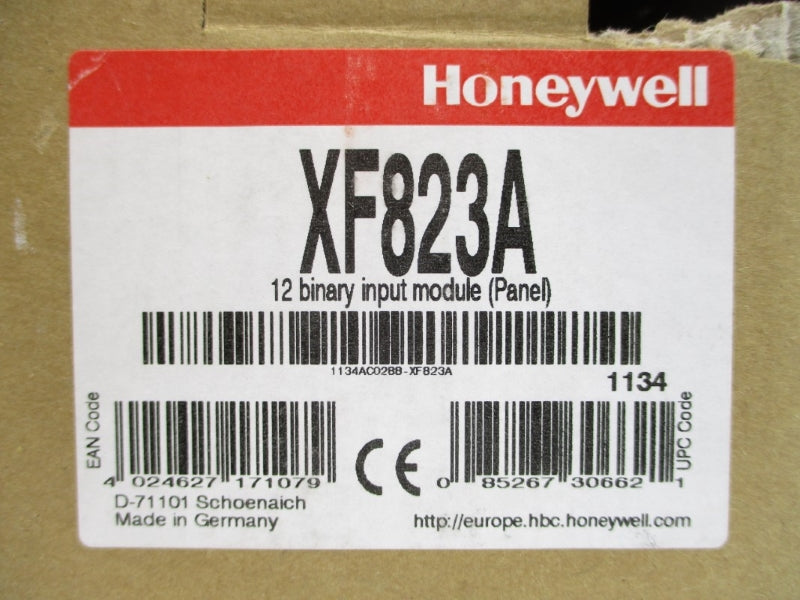 Honeywell
XF823A
12 binary input module (Panel)
1134AC0288-XF823A
1134
EAN Code
4 024627 171079
CE
0 85267 30662 1
UPC Code
D-71101 Schoenaich
Made in Germany
http://europe.hbc.honeywell.com